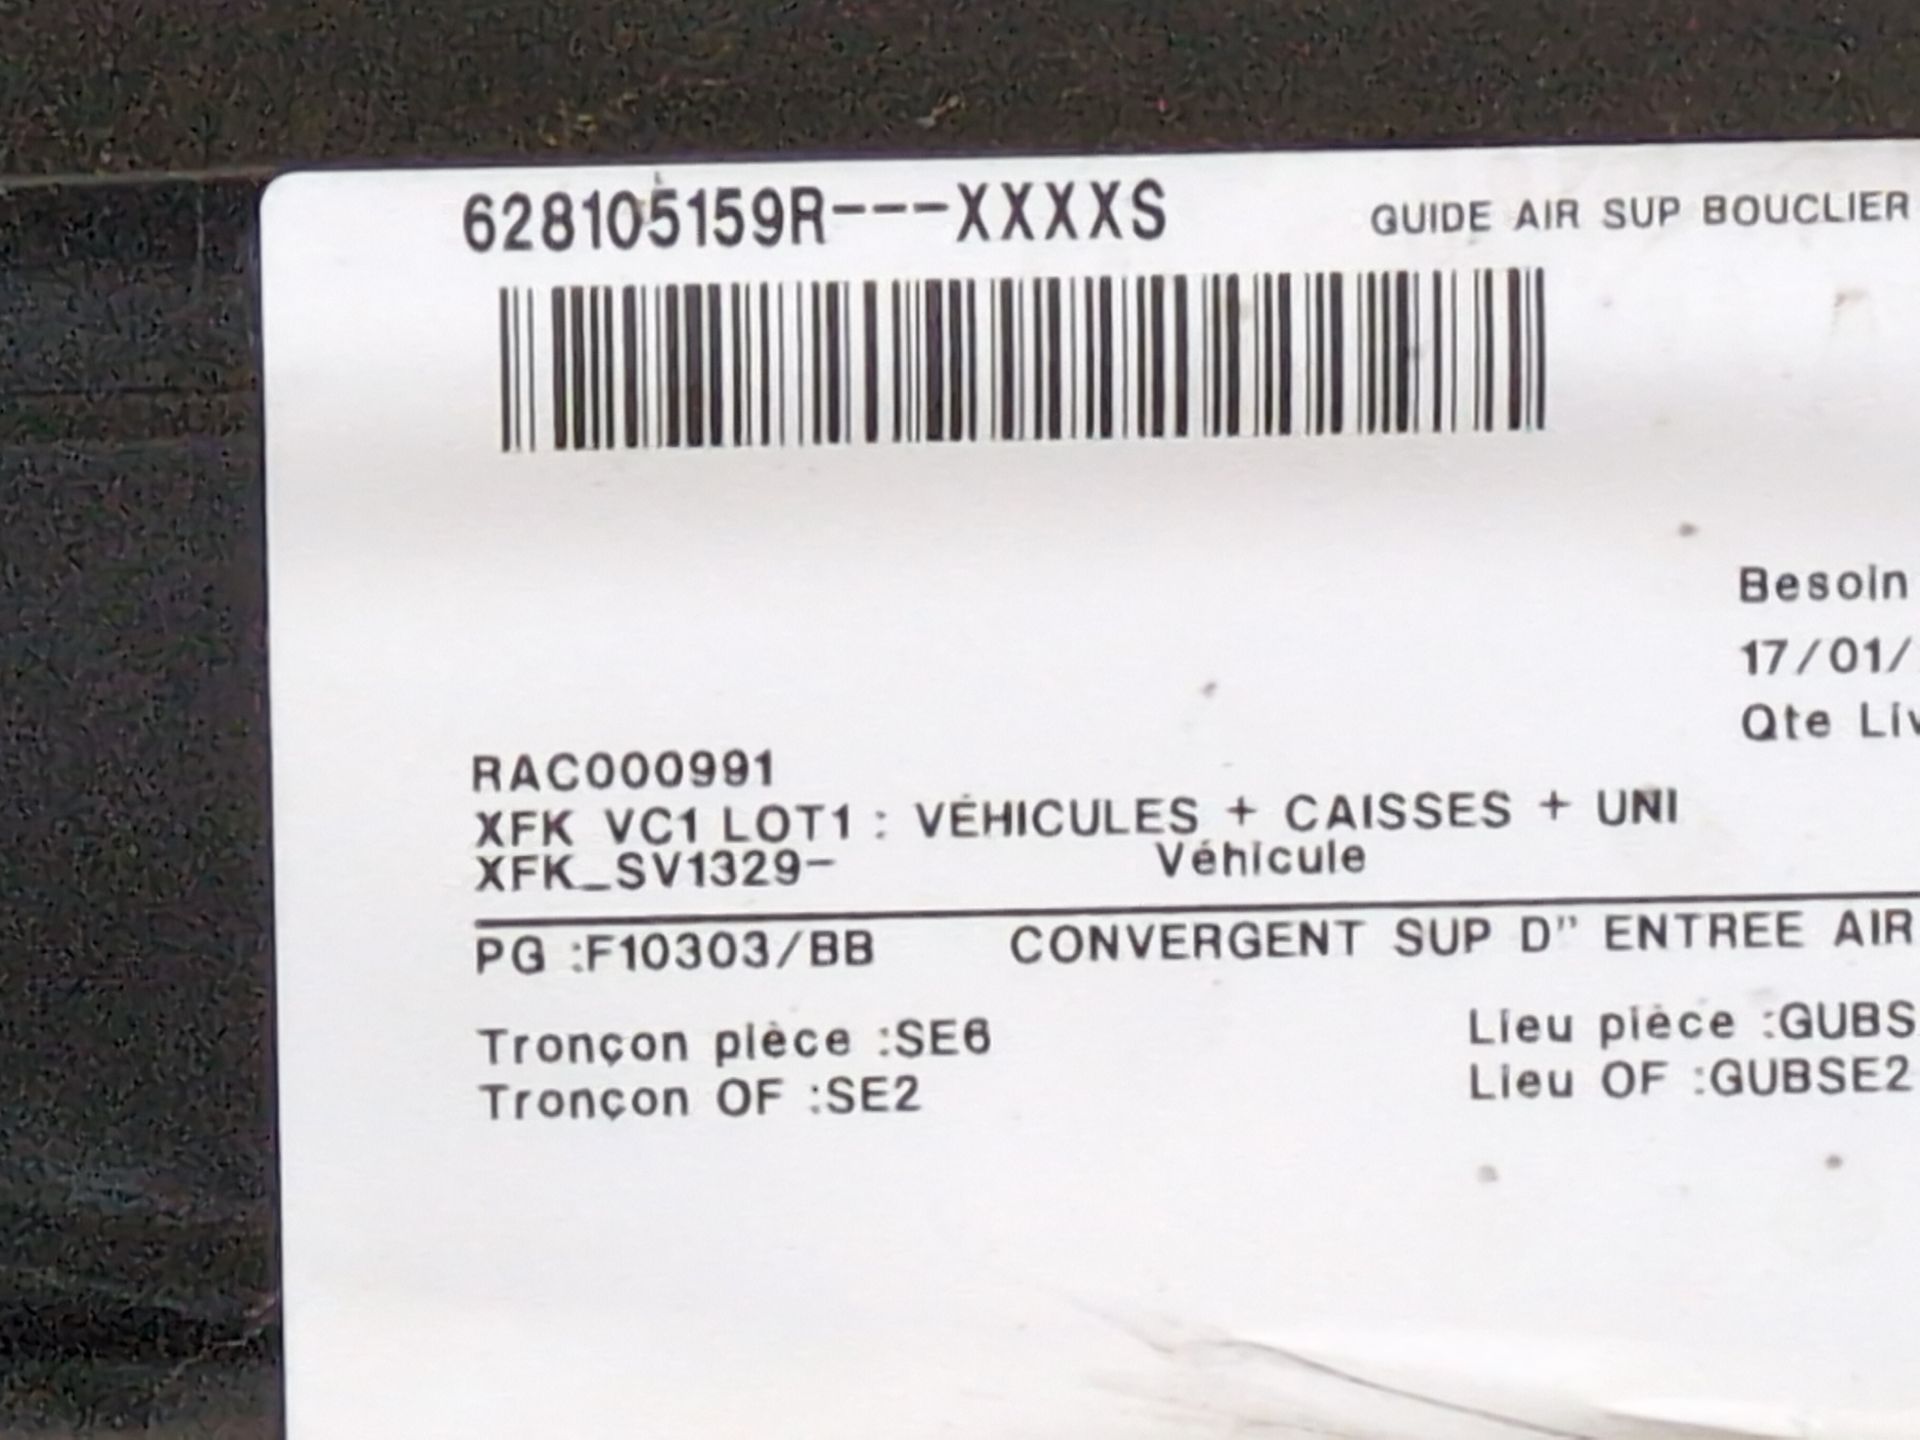 628105159R---XXXXS GUIDE AIR SUP BOUCLIER
Besoin
17/01/
Qte Liv
RAC000991
XFK VC1 LOT1 : VÉHICULES + CAISSES + UNI
XFK_SV1329- Véhicule
PG :F10303/BB CONVERGENT SUP D" ENTREE AIR
Tronçon pièce :SE6 Lieu pièce :GUBS
Tronçon OF :SE2 Lieu OF :GUBSE2